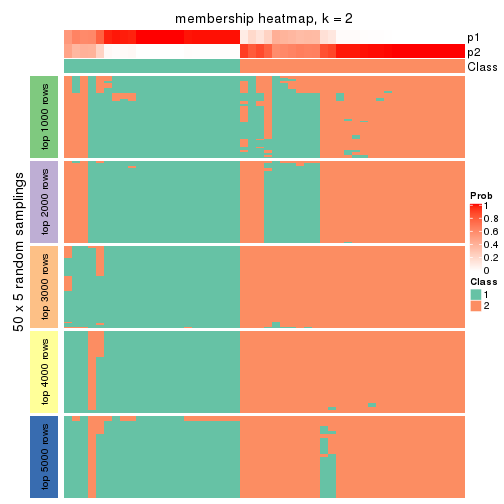 membership heatmap, k = 2
p1
p2
Class
50 x 5 random samplings
top 1000 rows
top 2000 rows
top 3000 rows
top 4000 rows
top 5000 rows
Prob
1
0.8
0.6
0.4
0.2
0
Class
1
2